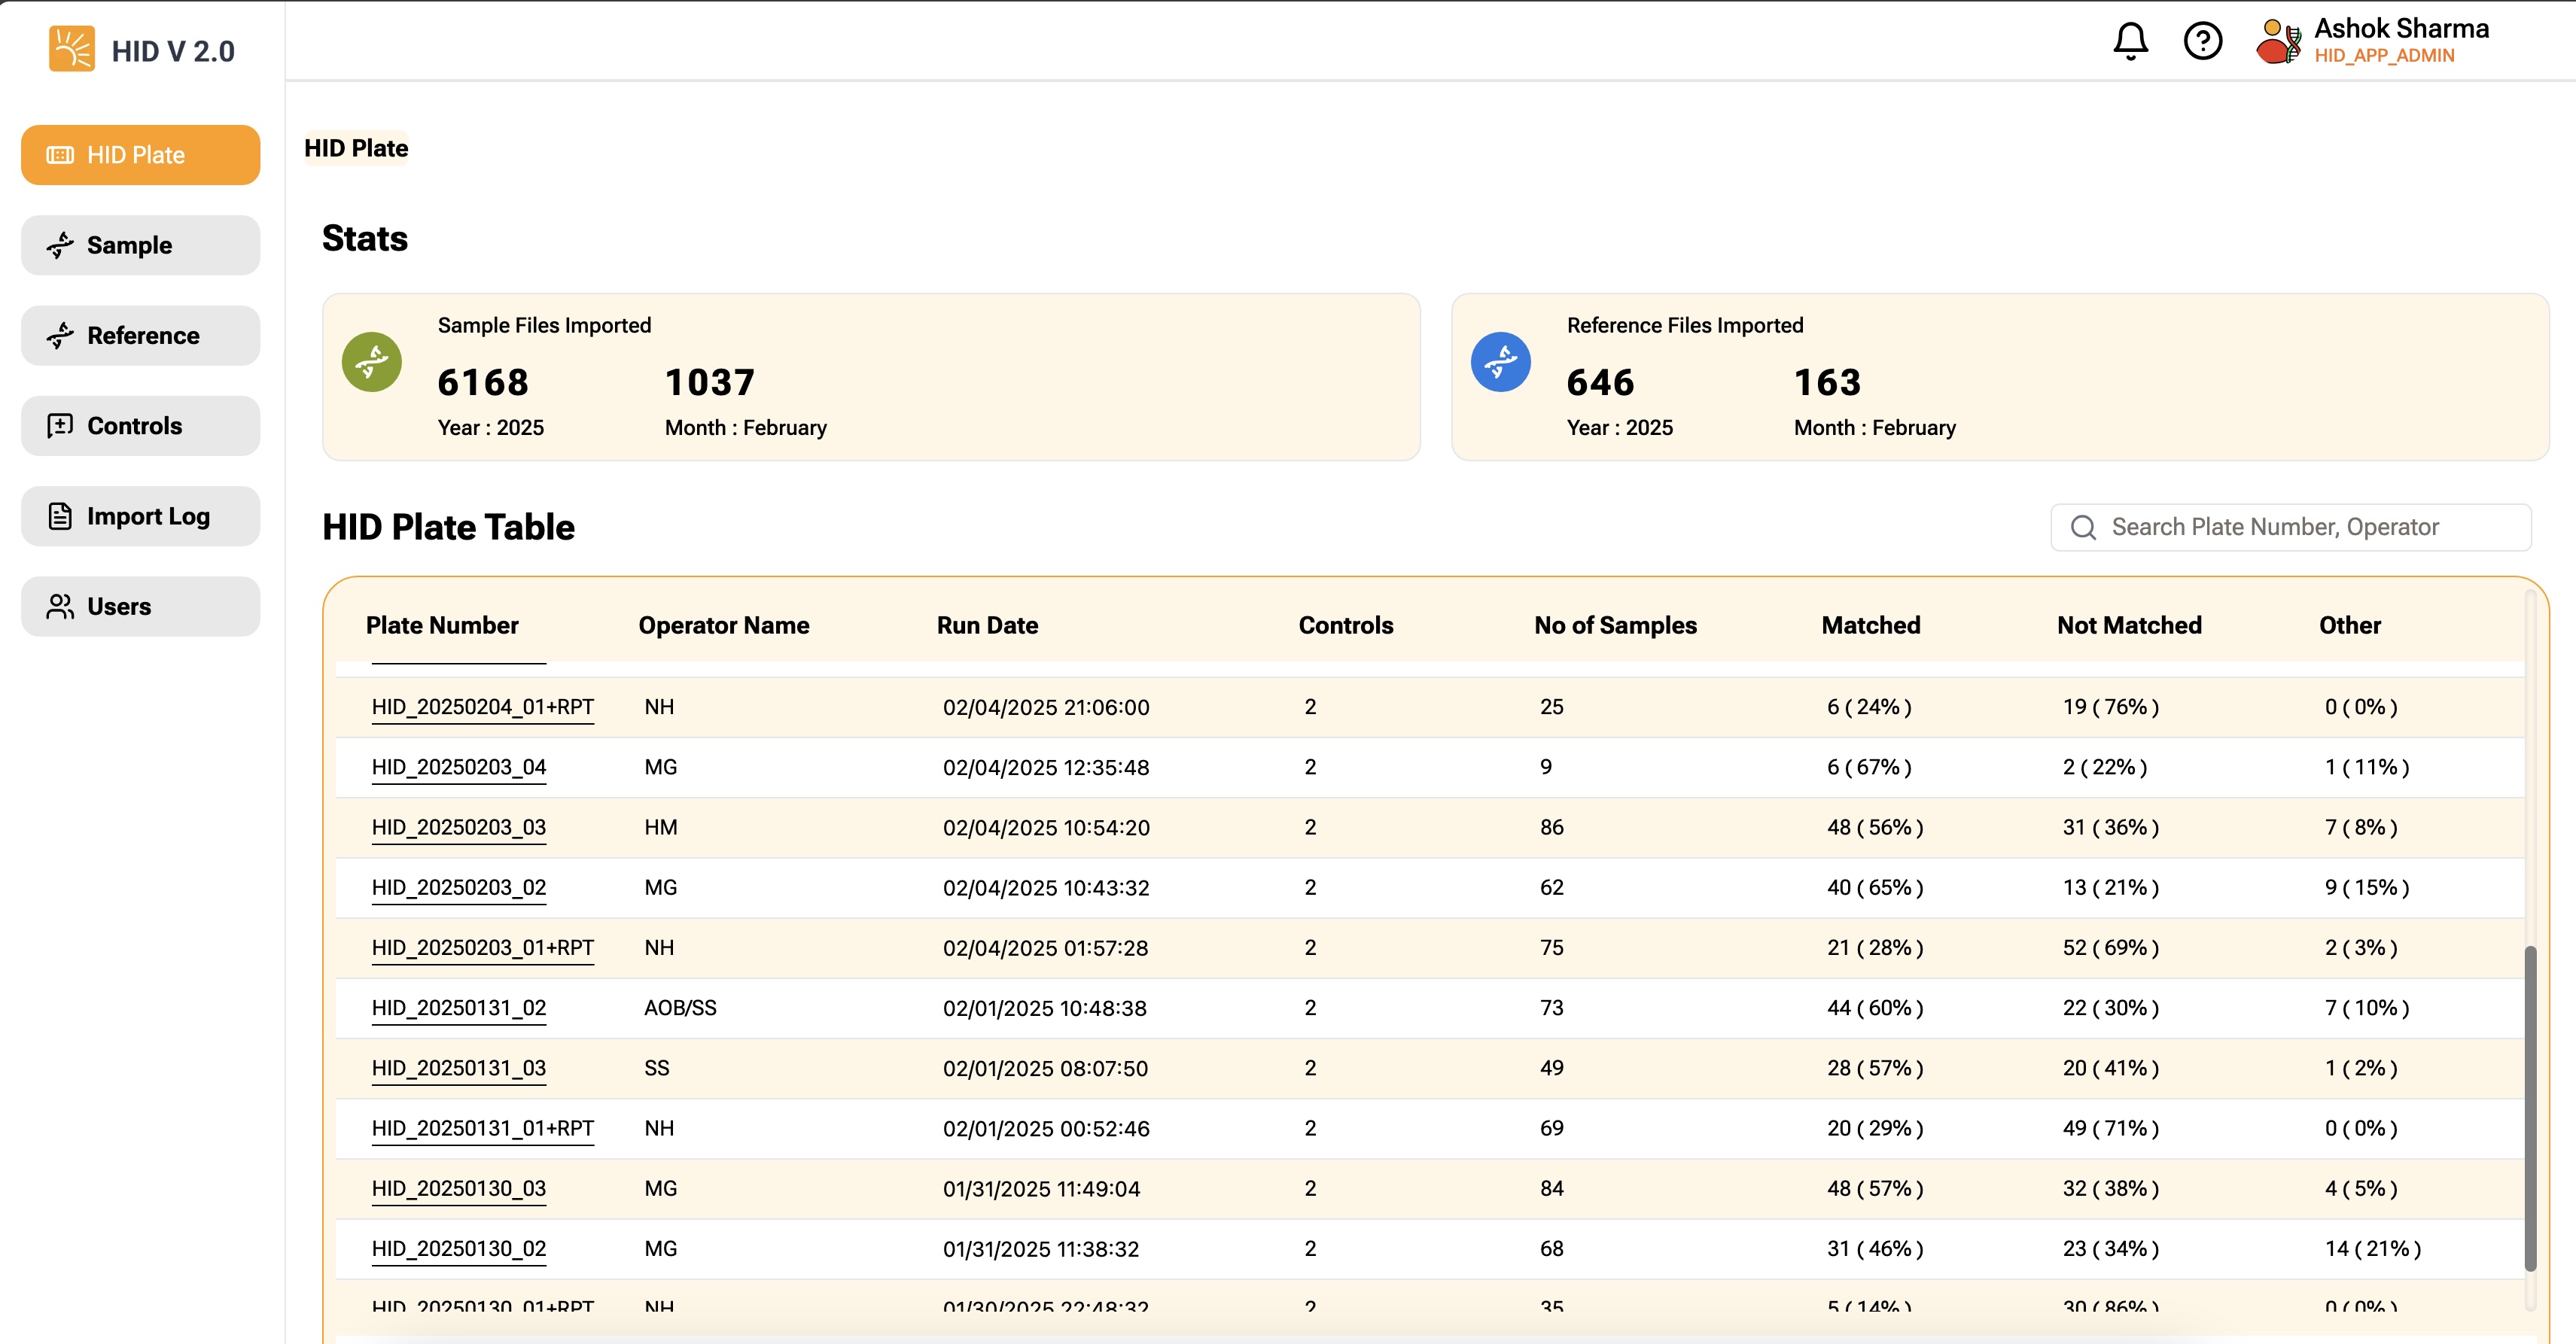 HID V 2.0
Ashok Sharma
HID_APP_ADMIN
HID Plate
Sample
Reference
Controls
Import Log
Users
HID Plate
Stats
Sample Files Imported
6168 1037
Year : 2025 Month : February
Reference Files Imported
646 163
Year : 2025 Month : February
HID Plate Table
Search Plate Number, Operator
Plate Number Operator Name Run Date Controls No of Samples Matched Not Matched Other
HID_20250204_01+RPT NH 02/04/2025 21:06:00 2 25 6 ( 24% ) 19 ( 76% ) 0 ( 0% )
HID_20250203_04 MG 02/04/2025 12:35:48 2 9 6 ( 67% ) 2 ( 22% ) 1 ( 11% )
HID_20250203_03 HM 02/04/2025 10:54:20 2 86 48 ( 56% ) 31 ( 36% ) 7 ( 8% )
HID_20250203_02 MG 02/04/2025 10:43:32 2 62 40 ( 65% ) 13 ( 21% ) 9 ( 15% )
HID_20250203_01+RPT NH 02/04/2025 01:57:28 2 75 21 ( 28% ) 52 ( 69% ) 2 ( 3% )
HID_20250131_02 AOB/SS 02/01/2025 10:48:38 2 73 44 ( 60% ) 22 ( 30% ) 7 ( 10% )
HID_20250131_03 SS 02/01/2025 08:07:50 2 49 28 ( 57% ) 20 ( 41% ) 1 ( 2% )
HID_20250131_01+RPT NH 02/01/2025 00:52:46 2 69 20 ( 29% ) 49 ( 71% ) 0 ( 0% )
HID_20250130_03 MG 01/31/2025 11:49:04 2 84 48 ( 57% ) 32 ( 38% ) 4 ( 5% )
HID_20250130_02 MG 01/31/2025 11:38:32 2 68 31 ( 46% ) 23 ( 34% ) 14 ( 21% )
HID_20250130_01+RPT NH 01/30/2025 22:48:32 2 35 5 ( 14% ) 30 ( 86% ) 0 ( 0% )